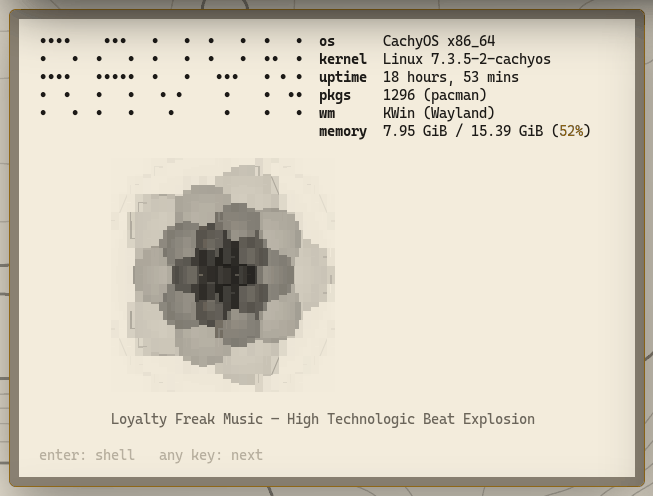 RAVYN
os CachyOS x86_64
kernel Linux 7.3.5-2-cachyos
uptime 18 hours, 53 mins
pkgs 1296 (pacman)
wm KWin (Wayland)
memory 7.95 GiB / 15.39 GiB (52%)
Loyalty Freak Music — High Technologic Beat Explosion
enter: shell any key: next